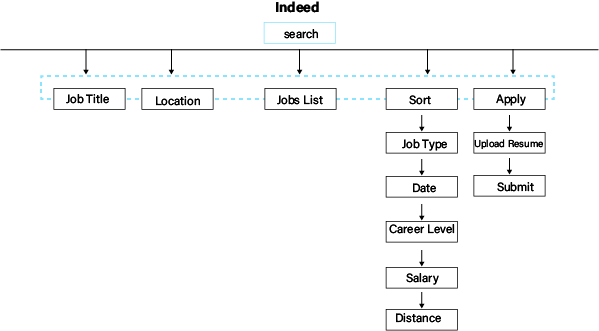 Indeed
search
Job Title
Location
Jobs List
Sort
Apply
Job Type
Upload Resume
Date
Submit
Career Level
Salary
Distance